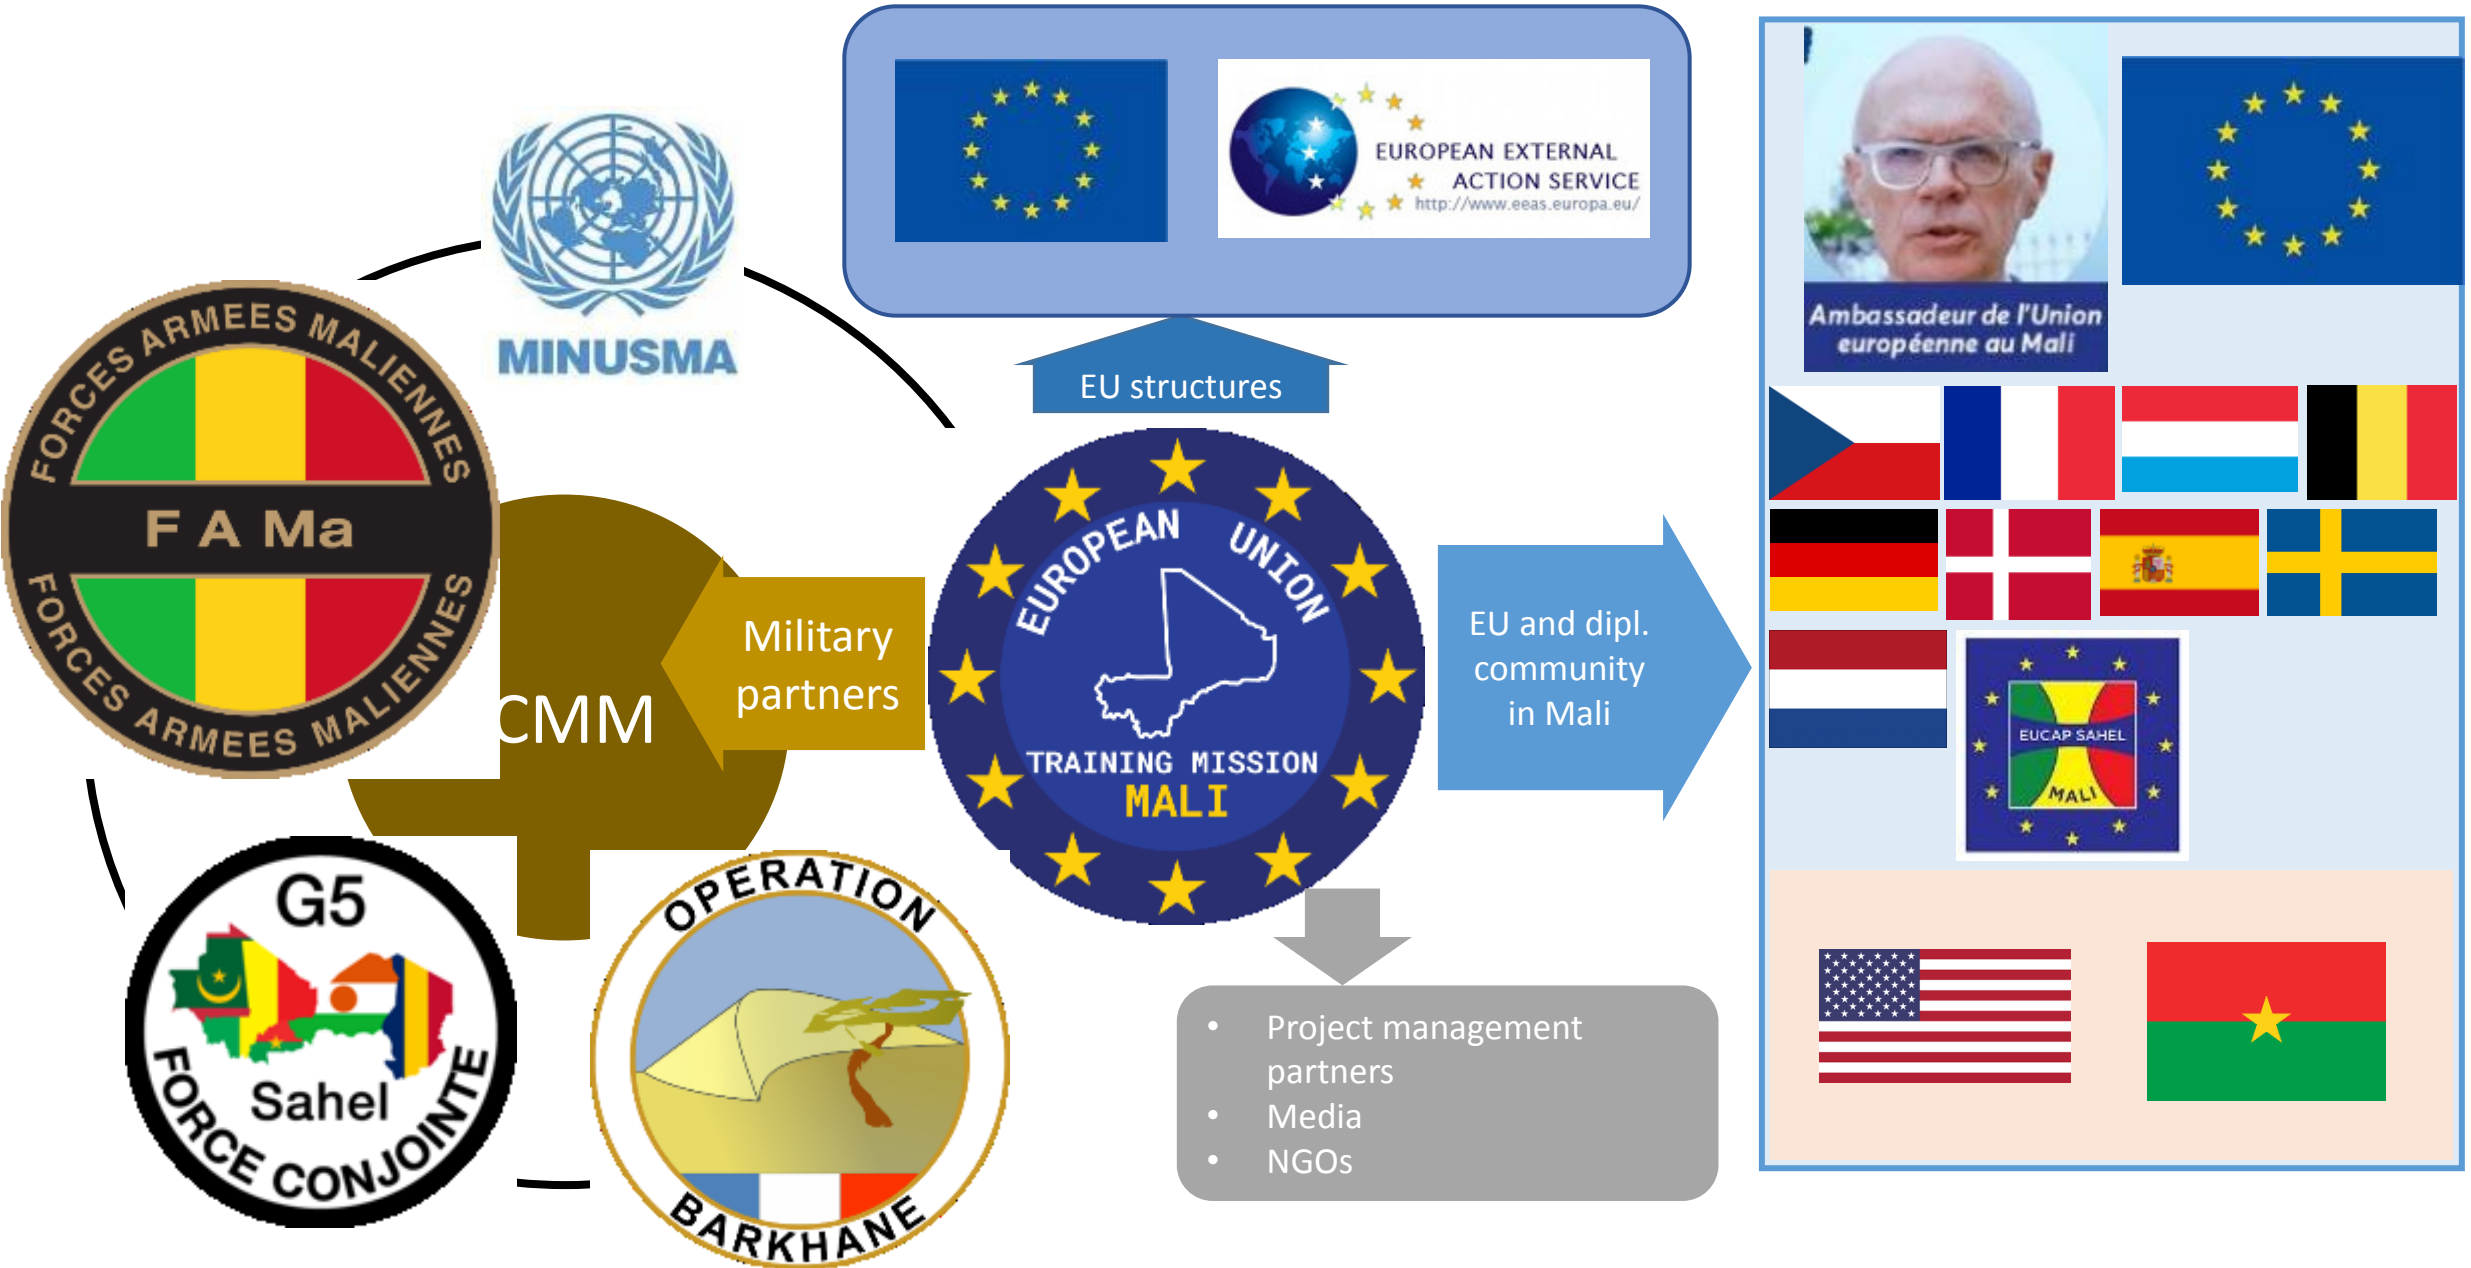 EUROPEAN EXTERNAL
ACTION SERVICE
http://www.eeas.europa.eu/
Ambassadeur de l'Union
européenne au Mali
MINUSMA
EU structures
FORCES ARMEES MALIENNES
F A Ma
FORCES ARMEES MALIENNES
CMM
Military
partners
EUROPEAN UNION
TRAINING MISSION
MALI
EU and dipl.
community
in Mali
EUCAP SAHEL
MALI
G5
Sahel
FORCE CONJOINTE
OPERATION
BARKHANE
• Project management
partners
• Media
• NGOs